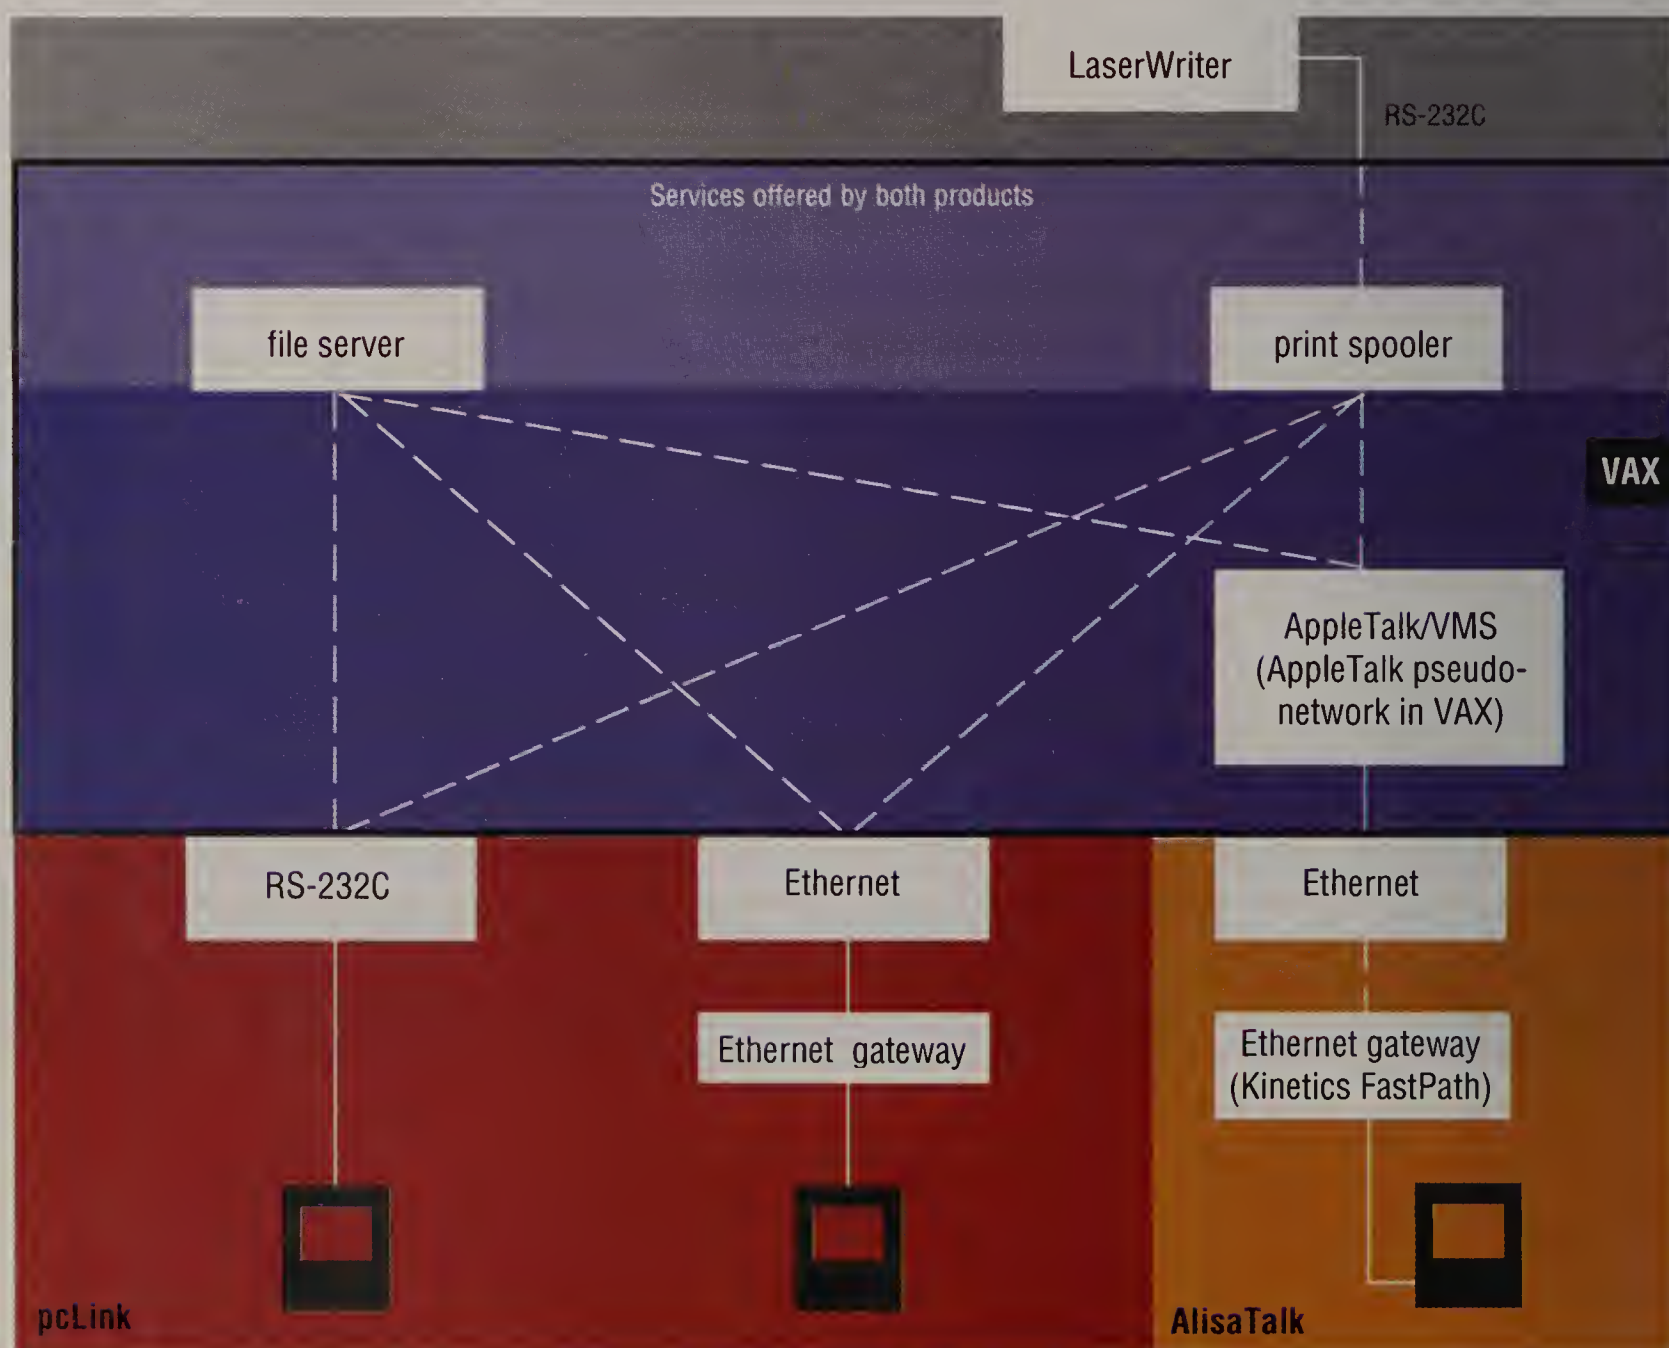 LaserWriter
RS-232C
Services offered by both products
file server
print spooler
VAX
AppleTalk/VMS
(AppleTalk pseudo-
network in VAX)
RS-232C
Ethernet
Ethernet
Ethernet gateway
Ethernet gateway
(Kinetics FastPath)
pcLink
AlisaTalk